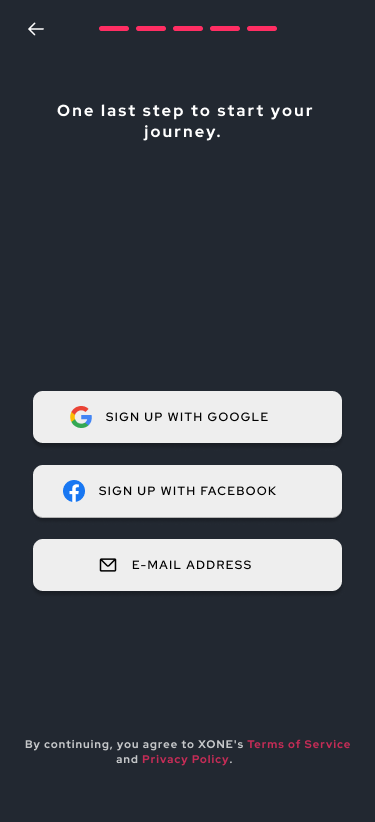 One last step to start your
journey.
SIGN UP WITH GOOGLE
SIGN UP WITH FACEBOOK
E-MAIL ADDRESS
By continuing, you agree to XONE's Terms of Service
and Privacy Policy.